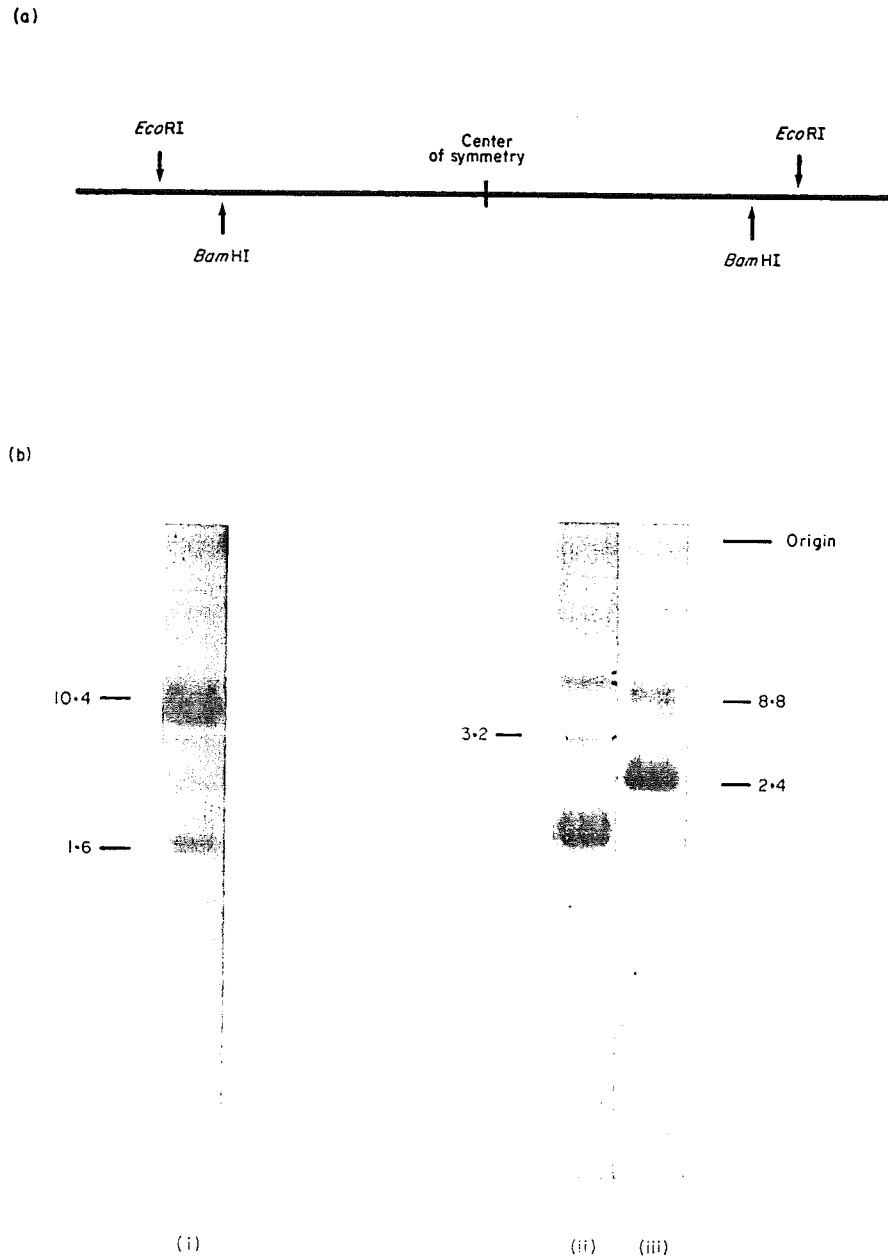 (a)
EcoRI
Center
of symmetry
EcoRI
BamHI
BamHI
(b)
Origin
10·4
8·8
3·2
2·4
1·6
(i)
(ii)
(iii)